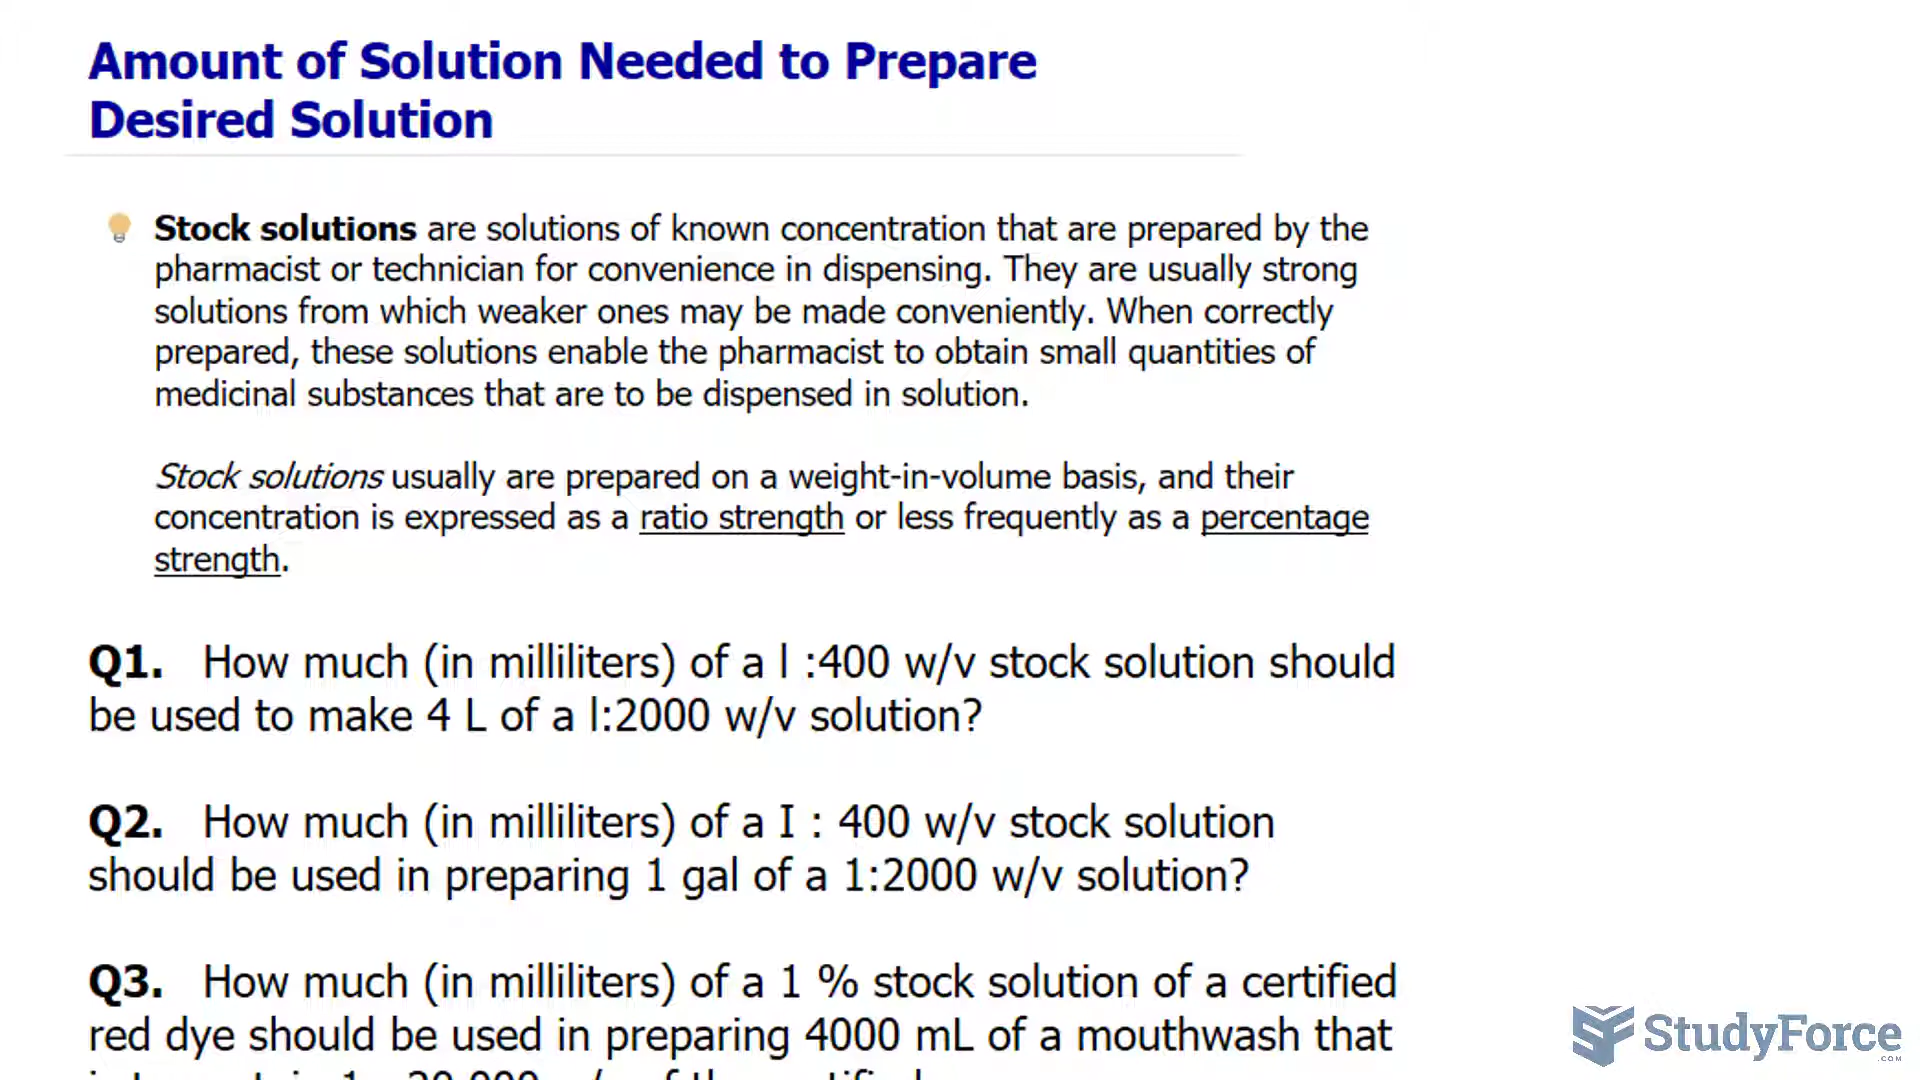 Amount of Solution Needed to Prepare
Desired Solution
Stock solutions are solutions of known concentration that are prepared by the
pharmacist or technician for convenience in dispensing. They are usually strong
solutions from which weaker ones may be made conveniently. When correctly
prepared, these solutions enable the pharmacist to obtain small quantities of
medicinal substances that are to be dispensed in solution.
Stock solutions usually are prepared on a weight-in-volume basis, and their
concentration is expressed as a ratio strength or less frequently as a percentage
strength.
Q1. How much (in milliliters) of a l :400 w/v stock solution should
be used to make 4 L of a l:2000 w/v solution?
Q2. How much (in milliliters) of a I : 400 w/v stock solution
should be used in preparing 1 gal of a 1:2000 w/v solution?
Q3. How much (in milliliters) of a 1 % stock solution of a certified
red dye should be used in preparing 4000 mL of a mouthwash that
StudyForce
.COM